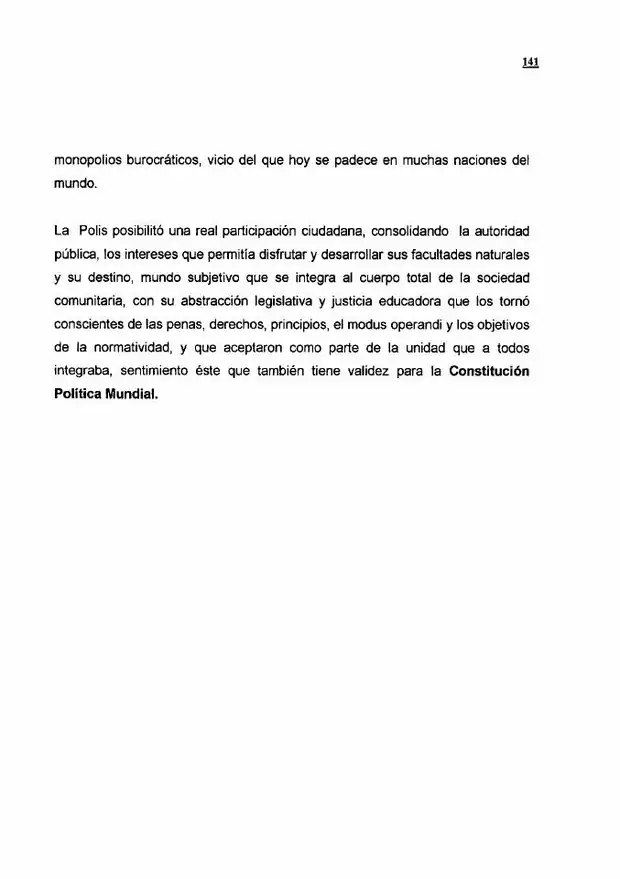 141
monopolios burocráticos, vicio del que hoy se padece en muchas naciones del
mundo.
La Polis posibilitó una real participación ciudadana, consolidando la autoridad
pública, los intereses que permitía disfrutar y desarrollar sus facultades naturales
y su destino, mundo subjetivo que se integra al cuerpo total de la sociedad
comunitaria, con su abstracción legislativa y justicia educadora que los tornó
conscientes de las penas, derechos, principios, el modus operandi y los objetivos
de la normatividad, y que aceptaron como parte de la unidad que a todos
integraba, sentimiento éste que también tiene validez para la Constitución
Política Mundial.